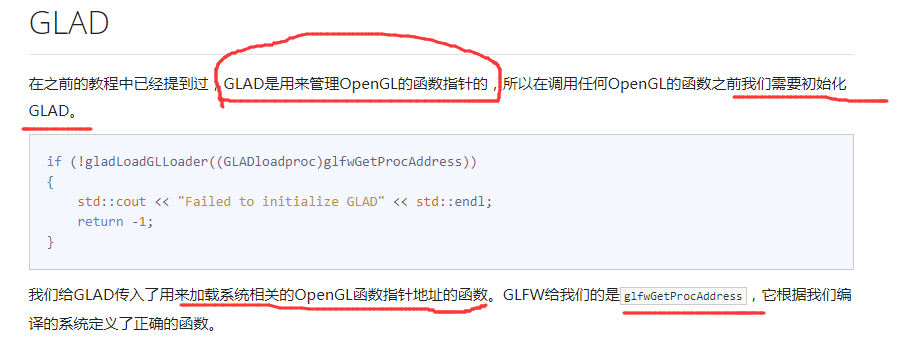 GLAD
在之前的教程中已经提到过，GLAD是用来管理OpenGL的函数指针的，所以在调用任何OpenGL的函数之前我们需要初始化
GLAD。
if (!gladLoadGLLoader((GLADloadproc)glfwGetProcAddress))
{
    std::cout << "Failed to initialize GLAD" << std::endl;
    return -1;
}
我们给GLAD传入了用来加载系统相关的OpenGL函数指针地址的函数。GLFW给我们的是glfwGetProcAddress，它根据我们编
译的系统定义了正确的函数。